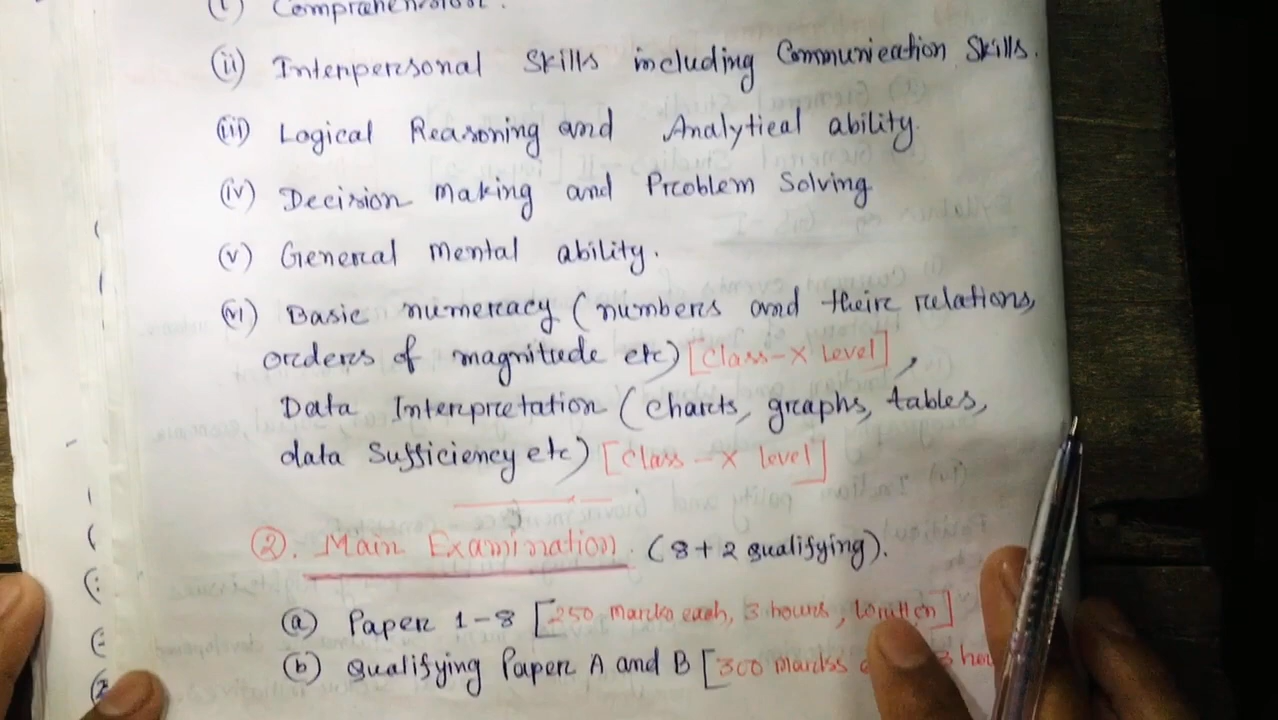 (i) Comprehension.
(ii) Interpersonal Skills including Communication Skills.
(iii) Logical Reasoning and Analytical ability.
(iv) Decision making and Problem Solving
(v) General mental ability.
(vi) Basic numeracy (numbers and their relations,
orders of magnitude etc) [Class-X level],
Data Interpretation (charts, graphs, tables,
data Sufficiency etc) [Class-X level]
②. Main Examination. (8+2 qualifying).
(a) Paper 1-8 [250 marks each, 3 hours, written]
(b) Qualifying Paper A and B [300 marks 3